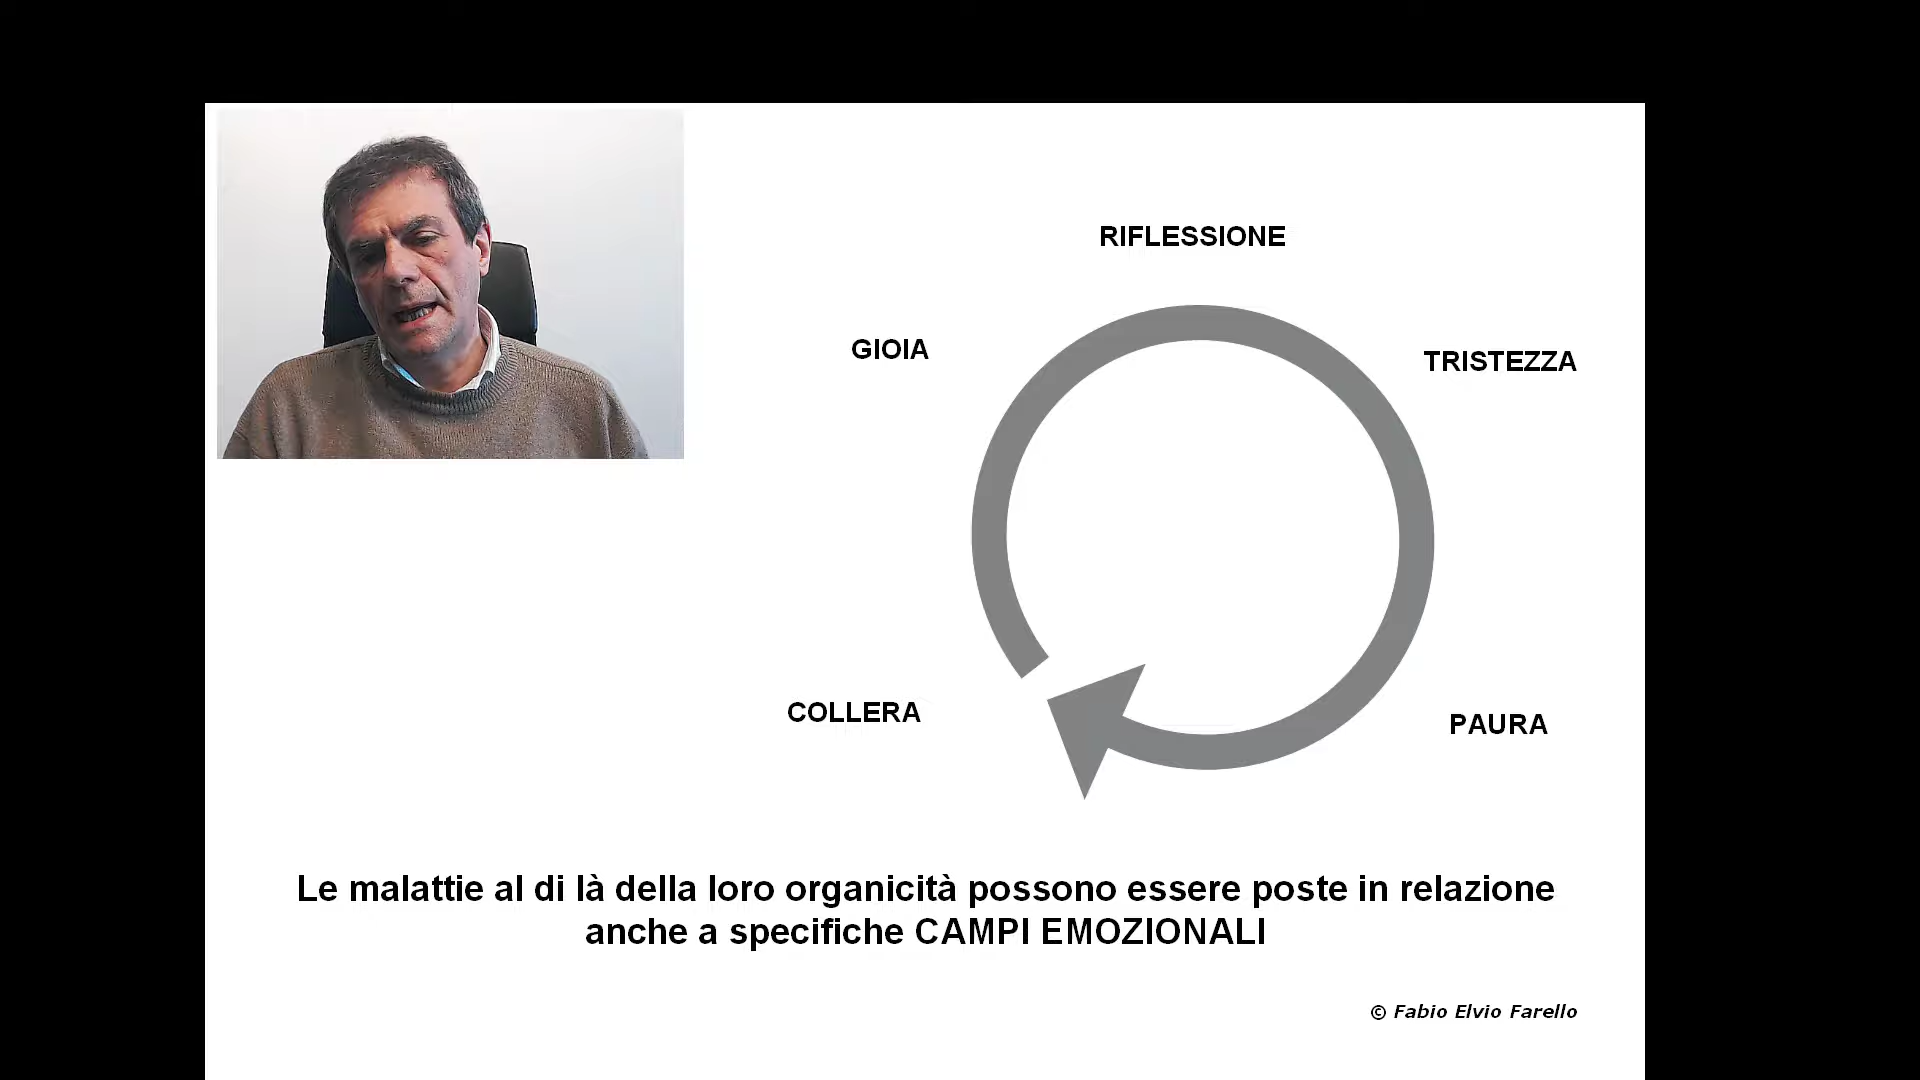 RIFLESSIONE
GIOIA
TRISTEZZA
COLLERA
PAURA
Le malattie al di là della loro organicità possono essere poste in relazione
anche a specifiche CAMPI EMOZIONALI
© Fabio Elvio Farello